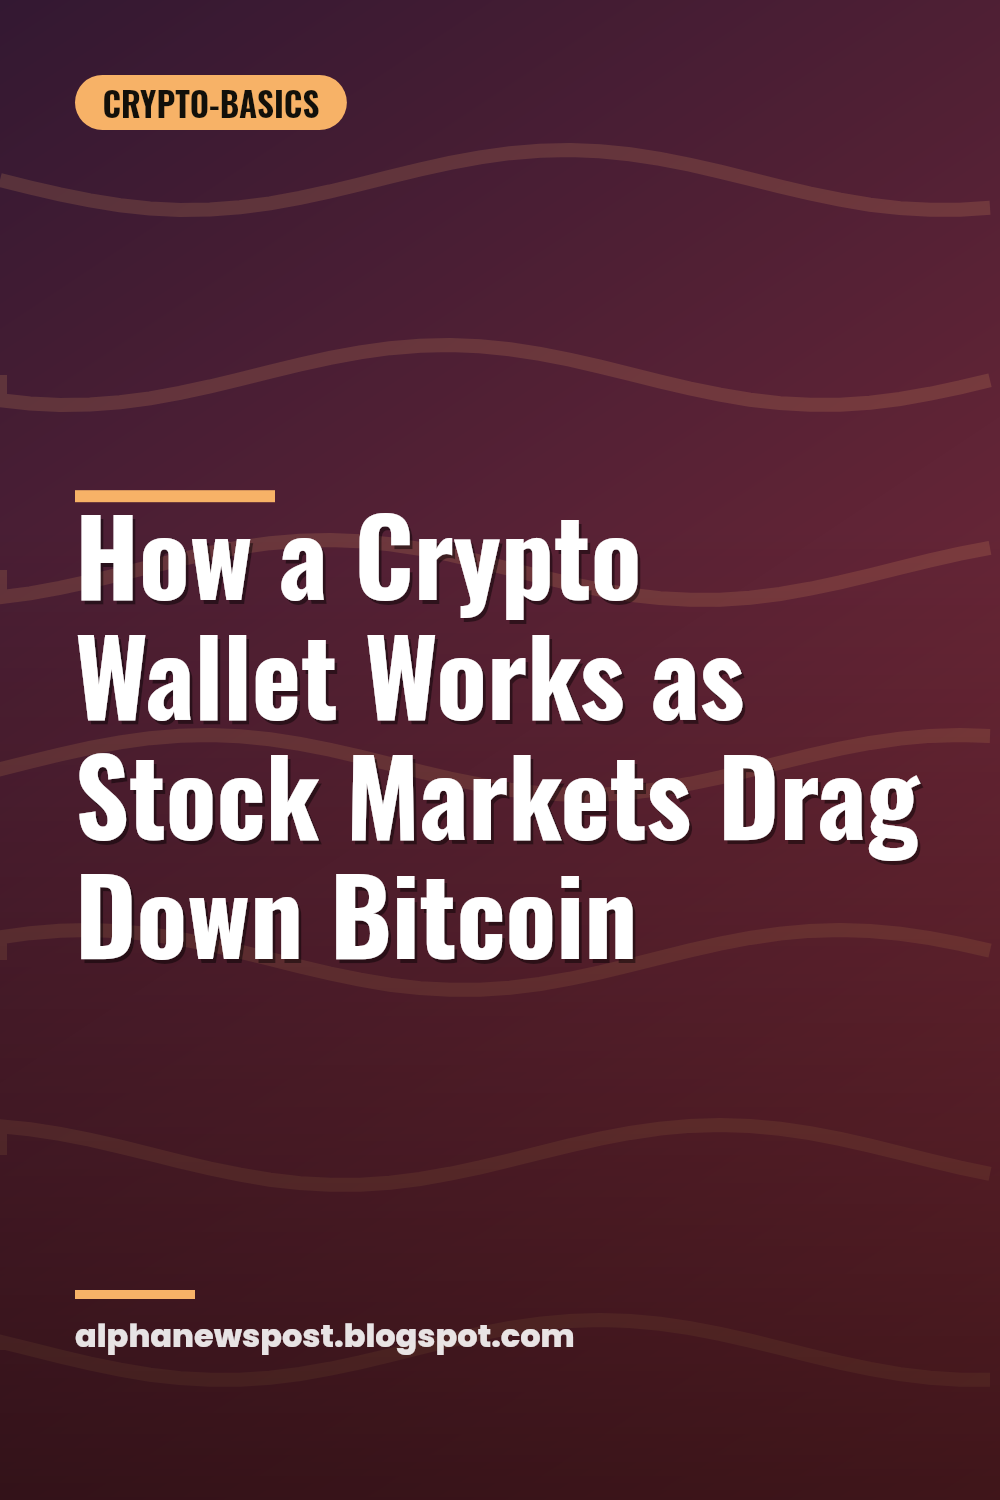 CRYPTO-BASICS
How a Crypto
Wallet Works as
Stock Markets Drag
Down Bitcoin
alphanewspost.blogspot.com